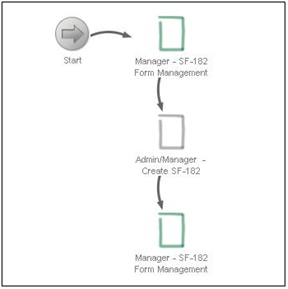 Start
Manager - SF-182
Form Management
Admin/Manager -
Create SF-182
Manager - SF-182
Form Management